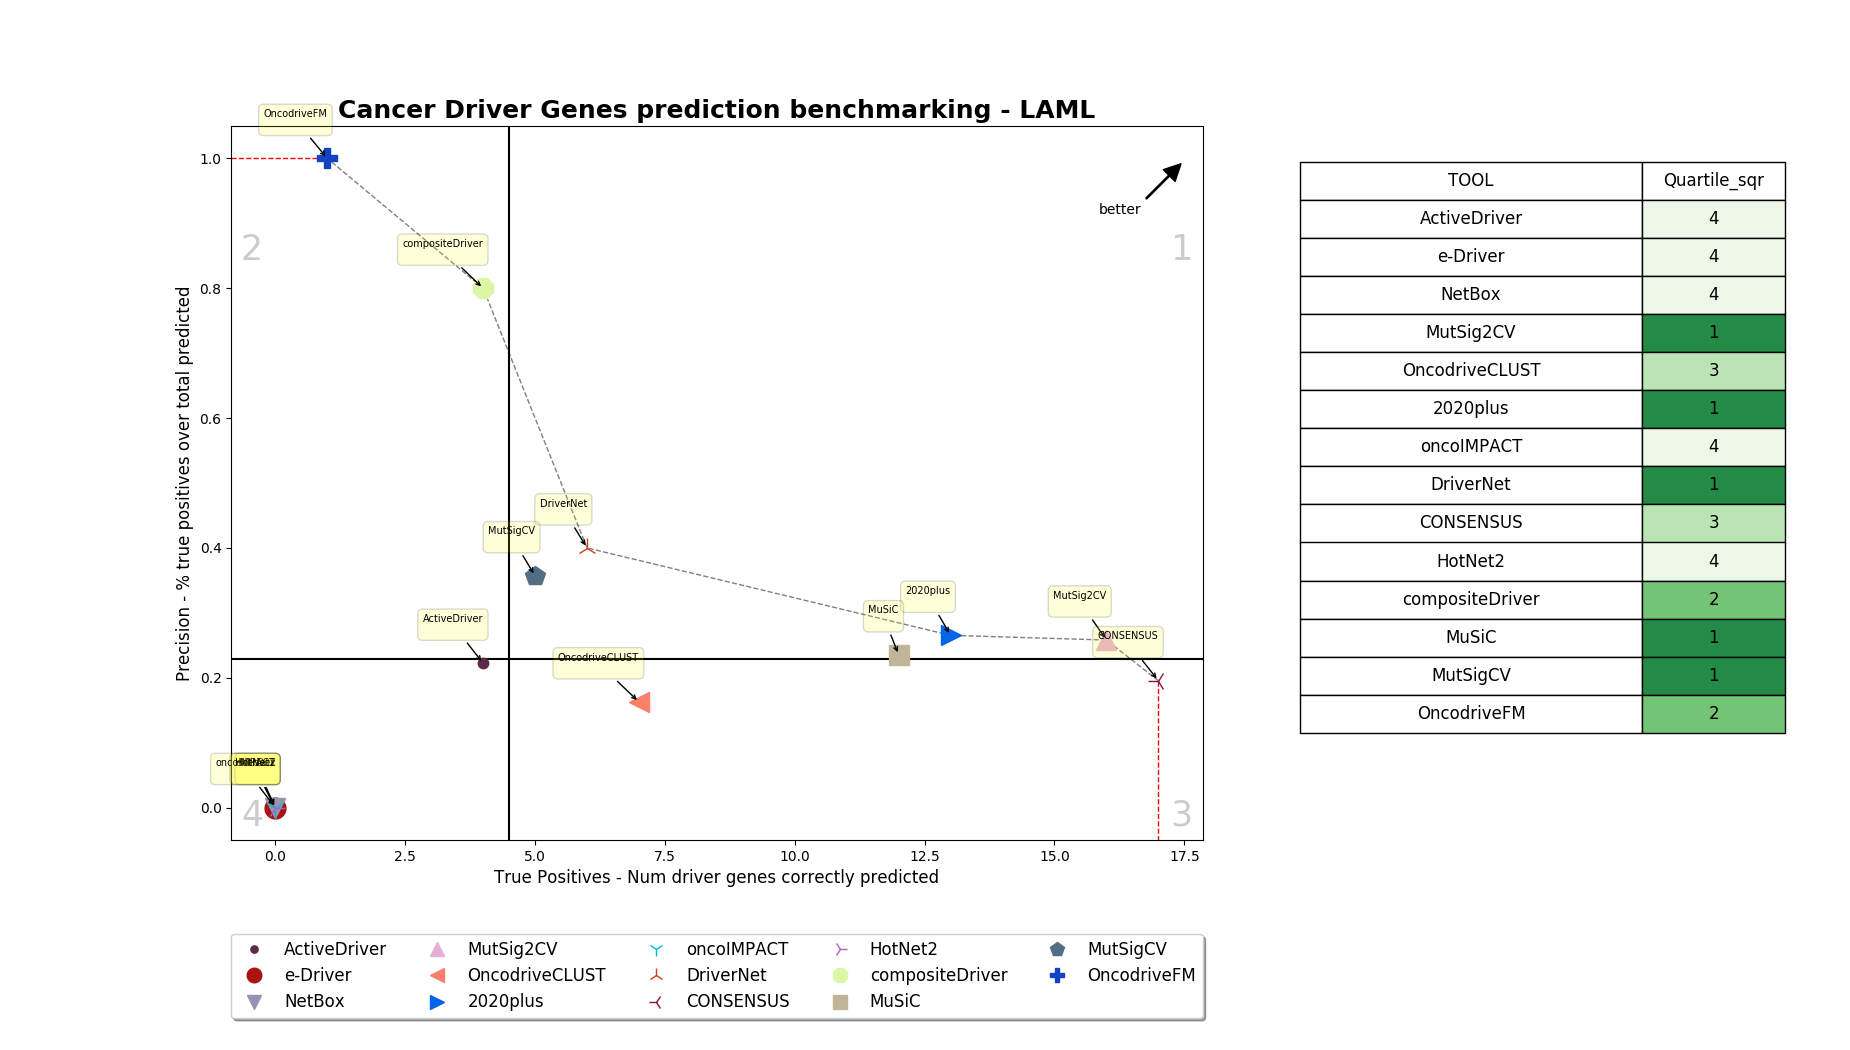 Cancer Driver Genes prediction benchmarking - LAML
OncodriveFM
1.0
better
2
1
compositeDriver
0.8
Precision - % true positives over total predicted
0.6
DriverNet
MutSigCV
0.4
2020plus
MutSig2CV
MuSiC
ActiveDriver
CONSENSUS
OncodriveCLUST
0.2
0.0
4
3
0.0 2.5 5.0 7.5 10.0 12.5 15.0 17.5
True Positives - Num driver genes correctly predicted
ActiveDriver MutSig2CV oncoIMPACT HotNet2 MutSigCV
e-Driver OncodriveCLUST DriverNet compositeDriver OncodriveFM
NetBox 2020plus CONSENSUS MuSiC
TOOL Quartile_sqr
ActiveDriver 4
e-Driver 4
NetBox 4
MutSig2CV 1
OncodriveCLUST 3
2020plus 1
oncoIMPACT 4
DriverNet 1
CONSENSUS 3
HotNet2 4
compositeDriver 2
MuSiC 1
MutSigCV 1
OncodriveFM 2